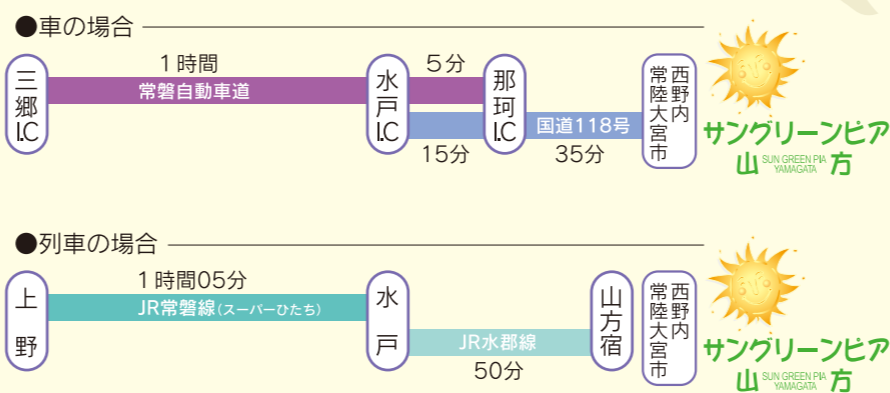 ●車の場合
1時間
5分
三郷I.C
常磐自動車道
水戸I.C
那珂I.C
国道118号
15分
35分
西野内
常陸大宮市
サングリーンピア
山 SUN GREEN PIA YAMAGATA 方
●列車の場合
1時間05分
上野
JR常磐線(スーパーひたち)
水戸
JR水郡線
50分
山方宿
西野内
常陸大宮市
サングリーンピア
山 SUN GREEN PIA YAMAGATA 方